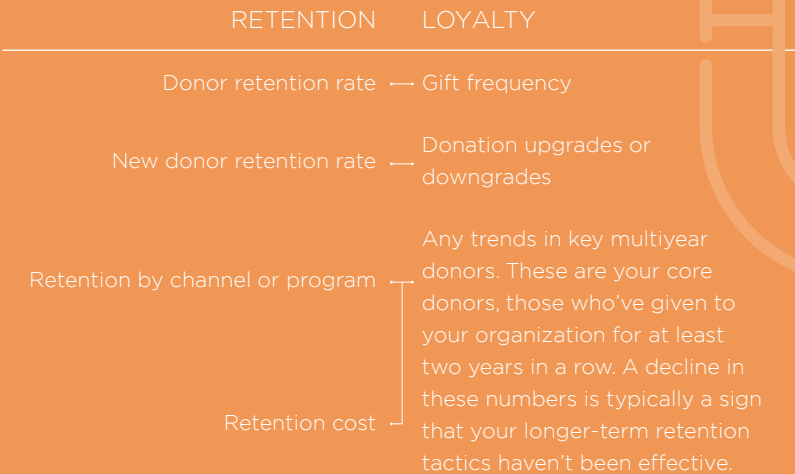 RETENTION LOYALTY
Donor retention rate Gift frequency
New donor retention rate
Donation upgrades or
downgrades
Retention by channel or program
Any trends in key multiyear
donors. These are your core
donors, those who've given to
your organization for at least
two years in a row. A decline in
these numbers is typically a sign
that your longer-term retention
tactics haven't been effective.
Retention cost